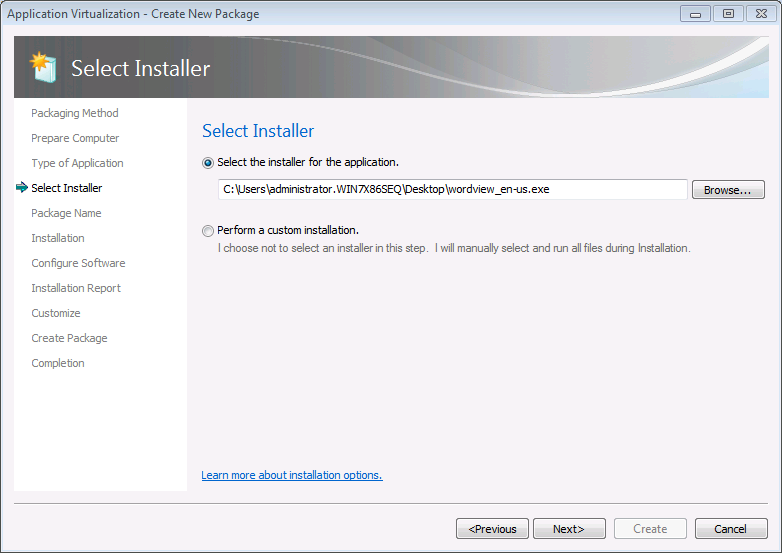 Application Virtualization - Create New Package
Select Installer
Packaging Method
Prepare Computer
Type of Application
Select Installer
Package Name
Installation
Configure Software
Installation Report
Customize
Create Package
Completion
Select Installer
Select the installer for the application.
C:\Users\administrator.WIN7X86SEQ\Desktop\wordview_en-us.exe
Browse...
Perform a custom installation.
I choose not to select an installer in this step.  I will manually select and run all files during Installation.
Learn more about installation options.
<Previous
Next>
Create
Cancel